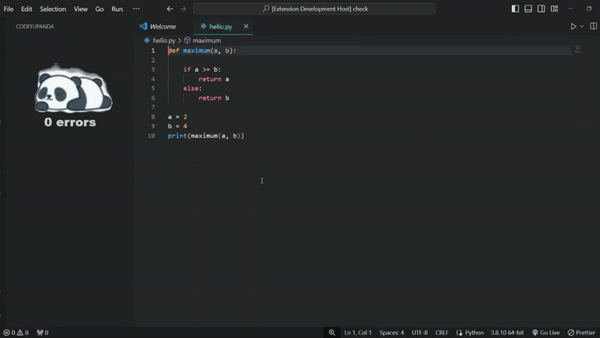 File Edit Selection View Go Run ··· [Extension Development Host] check
CODEFUPANDA
Welcome
hello.py
hello.py > maximum
0 errors
1 def maximum(a, b):
2
3 if a >= b:
4 return a
5 else:
6 return b
7
8 a = 2
9 b = 4
10 print(maximum(a, b))
0 0 0 Ln 1, Col 1 Spaces: 4 UTF-8 CRLF Python 3.8.10 64-bit Go Live Prettier